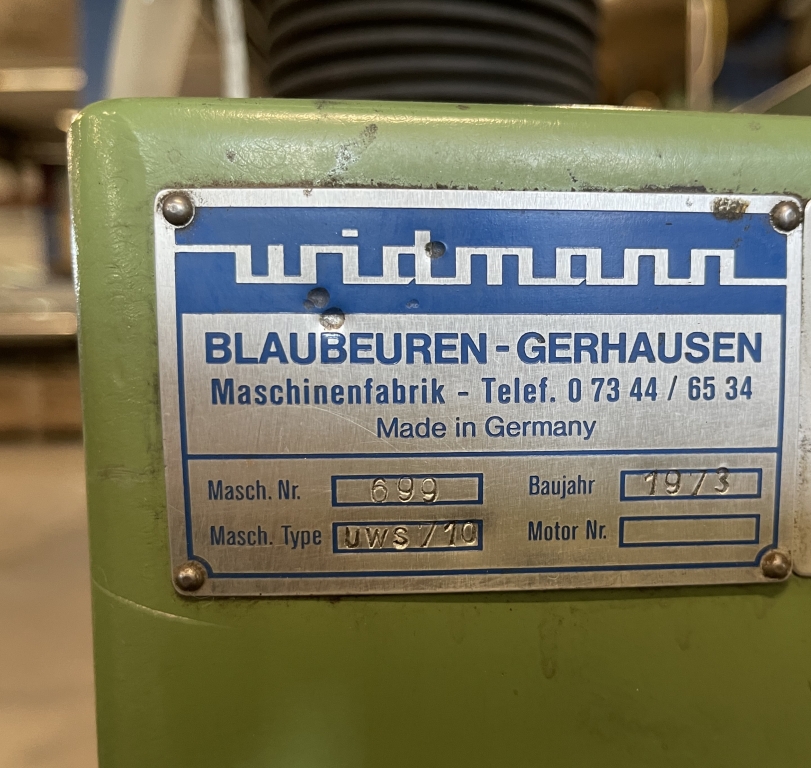 widmann
BLAUBEUREN - GERHAUSEN
Maschinenfabrik - Telef. 0 73 44 / 65 34
Made in Germany
Masch. Nr. 699 Baujahr 1973
Masch. Type UWS/10 Motor Nr.